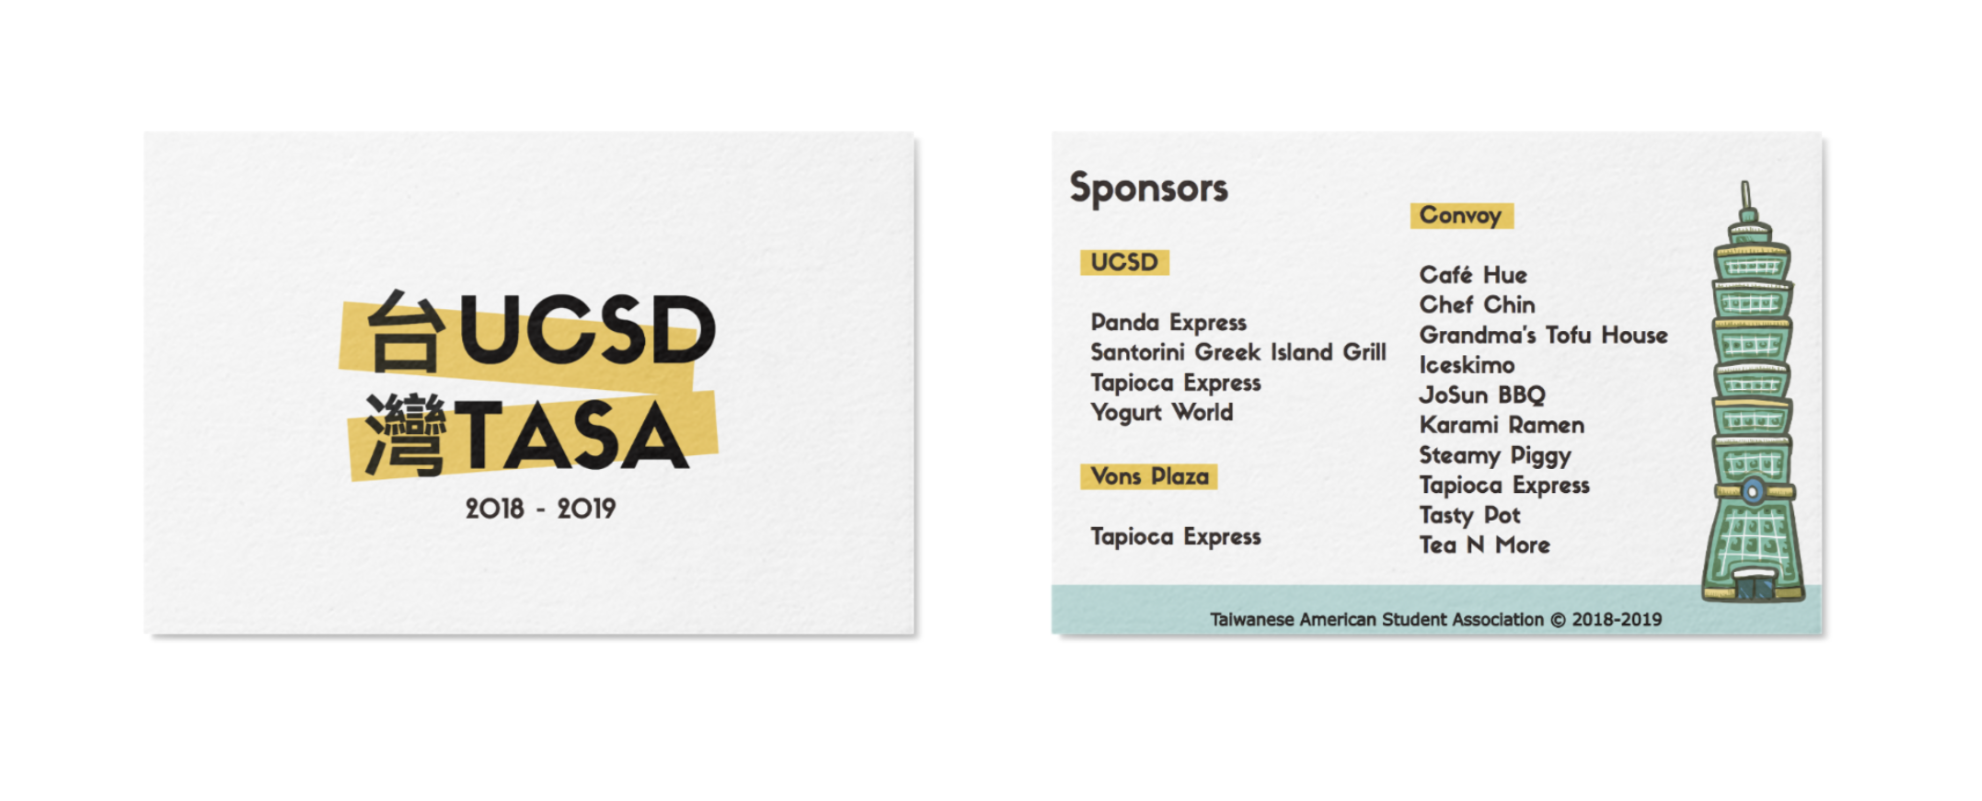 台UCSD
灣TASA
2018 - 2019
Sponsors
UCSD
Panda Express
Santorini Greek Island Grill
Tapioca Express
Yogurt World
Vons Plaza
Tapioca Express
Convoy
Café Hue
Chef Chin
Grandma's Tofu House
Iceskimo
JoSun BBQ
Karami Ramen
Steamy Piggy
Tapioca Express
Tasty Pot
Tea N More
Taiwanese American Student Association © 2018-2019